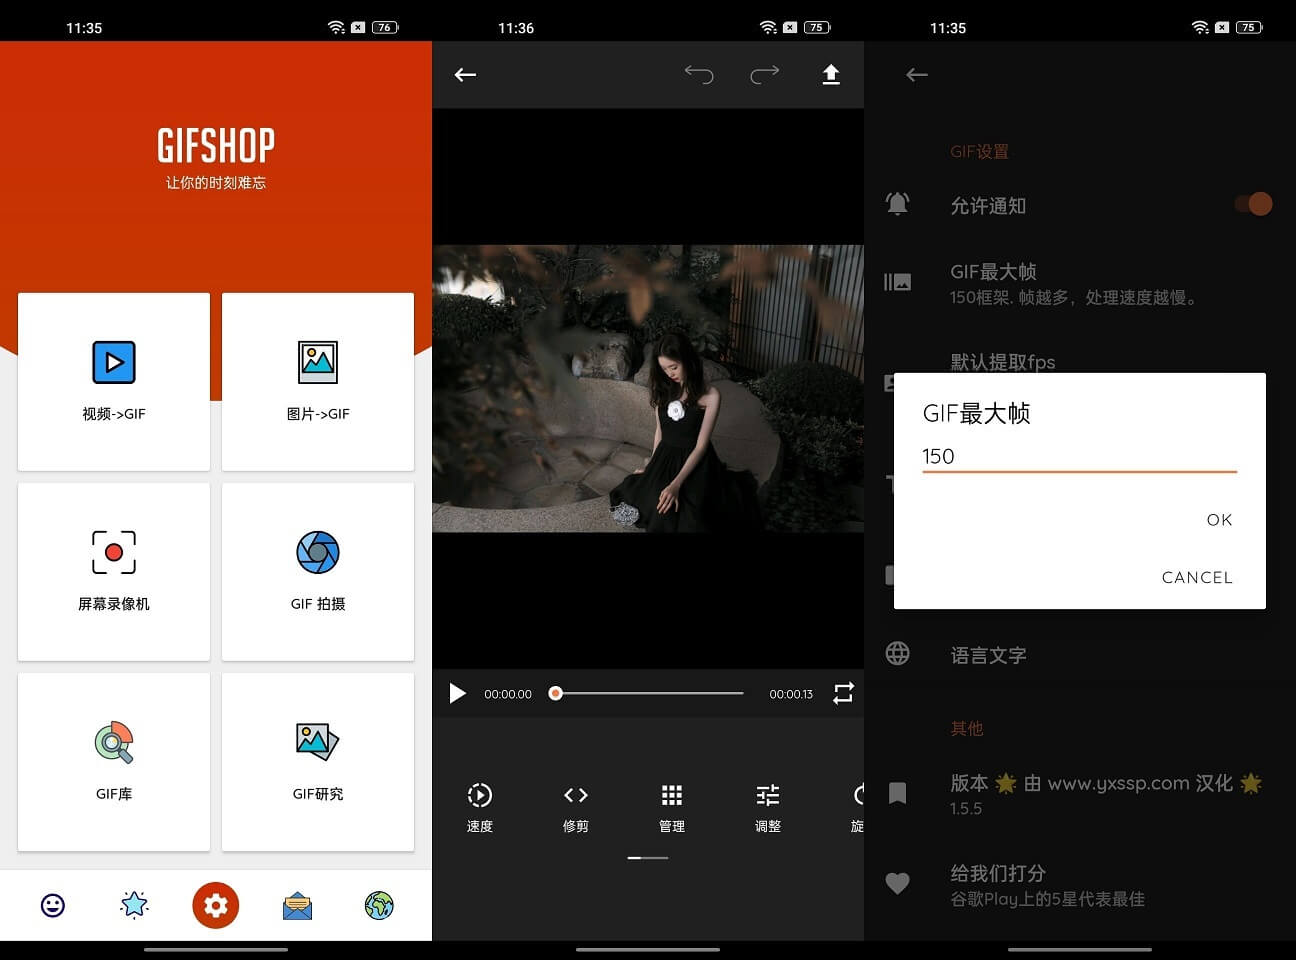 11:35
76
GIFSHOP
让你的时刻难忘
视频->GIF
图片->GIF
屏幕录像机
GIF 拍摄
GIF库
GIF研究
11:36
75
00:00.00
00:00.13
速度
修剪
管理
调整
旋
11:35
75
GIF设置
允许通知
GIF最大帧
150框架. 帧越多，处理速度越慢。
默认提取fps
GIF最大帧
150
OK
CANCEL
语言文字
其他
版本 🌟 由 www.yxssp.com 汉化 🌟
1.5.5
给我们打分
谷歌Play上的5星代表最佳